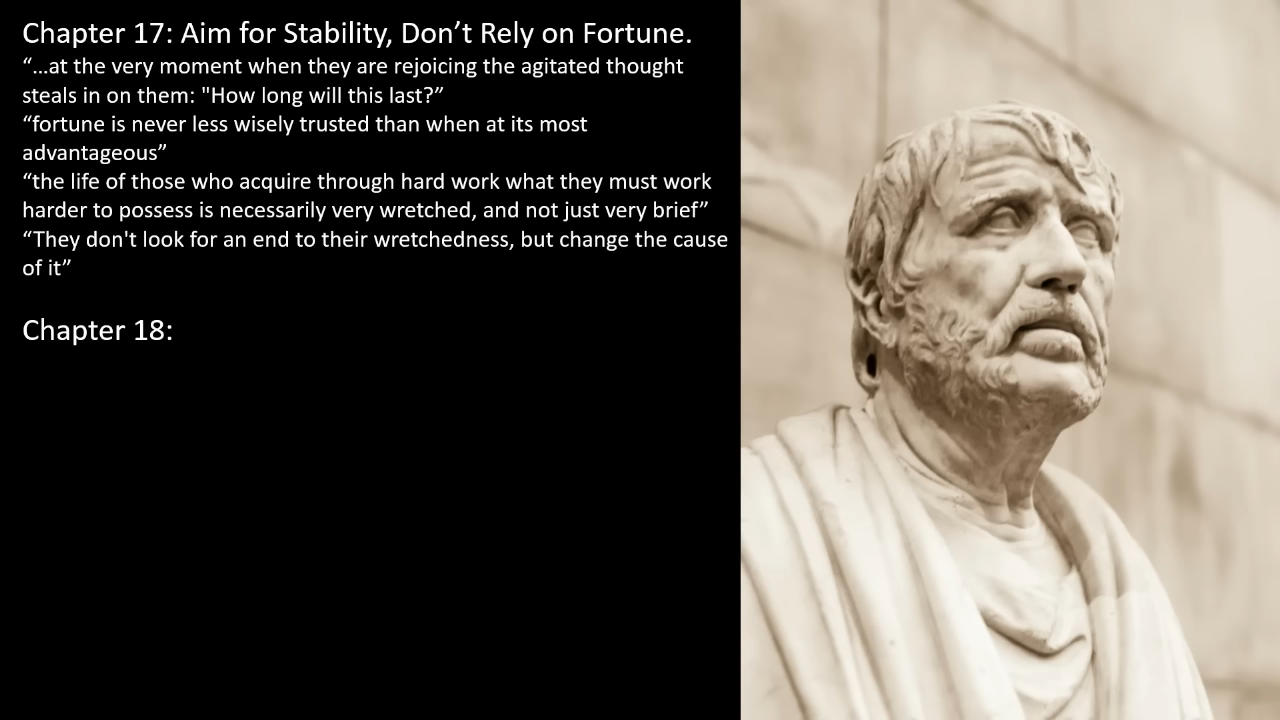 Chapter 17: Aim for Stability, Don’t Rely on Fortune.
“…at the very moment when they are rejoicing the agitated thought
steals in on them: "How long will this last?”
“fortune is never less wisely trusted than when at its most
advantageous”
“the life of those who acquire through hard work what they must work
harder to possess is necessarily very wretched, and not just very brief”
“They don't look for an end to their wretchedness, but change the cause
of it”
Chapter 18: